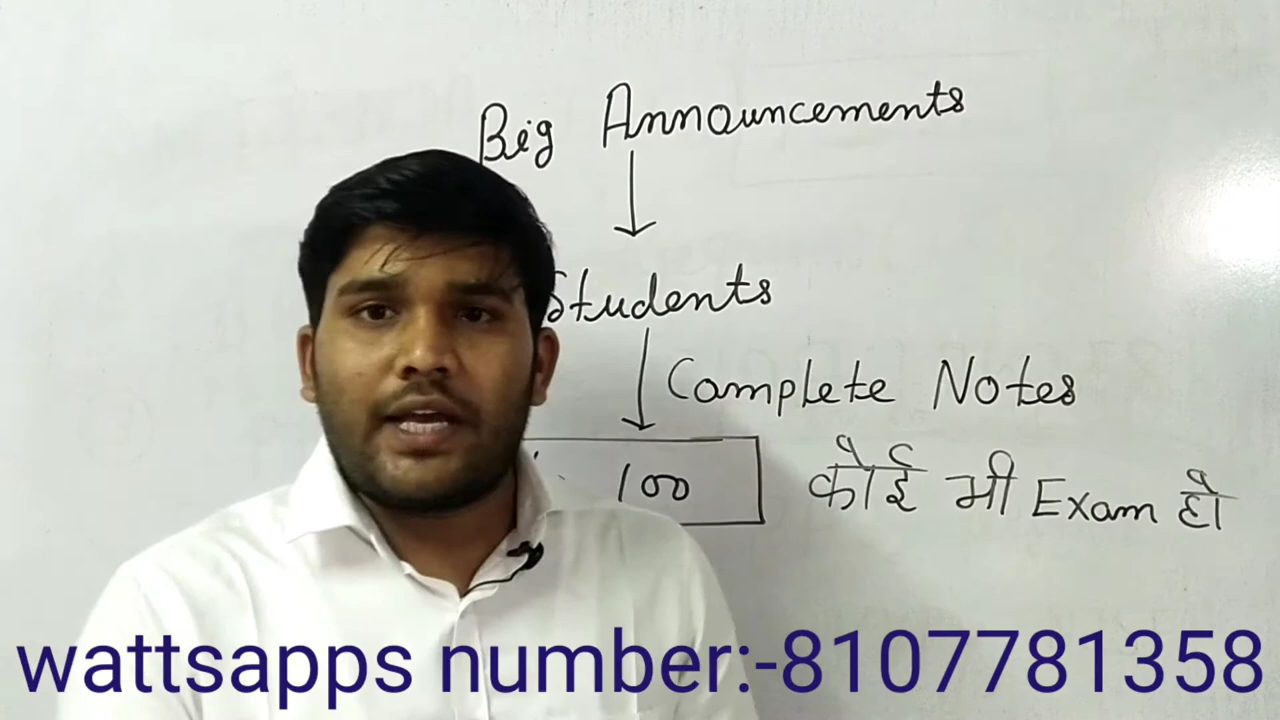 Big Announcements
Students
Complete Notes
100
कोई भी Exam हो
wattsapps number:-8107781358